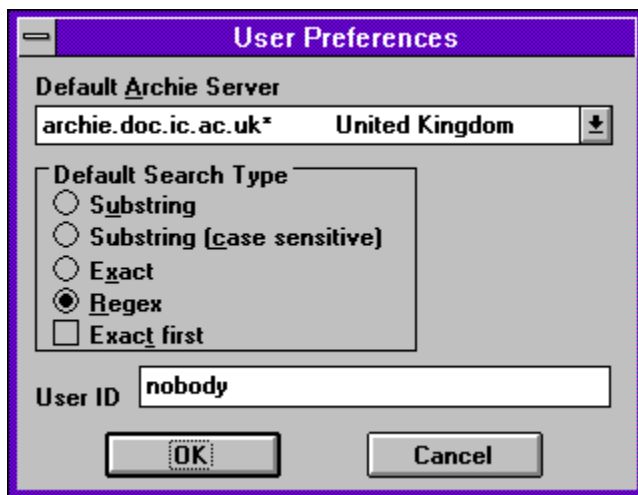 User Preferences
Default Archie Server
archie.doc.ic.ac.uk* United Kingdom
Default Search Type
Substring
Substring (case sensitive)
Exact
Regex
Exact first
User ID nobody
OK Cancel